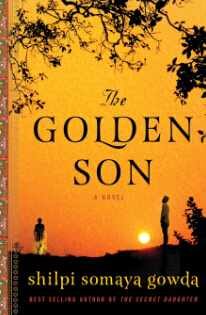 The
GOLDEN
SON
A NOVEL
shilpi somaya gowda
BEST SELLING AUTHOR OF THE SECRET DAUGHTER